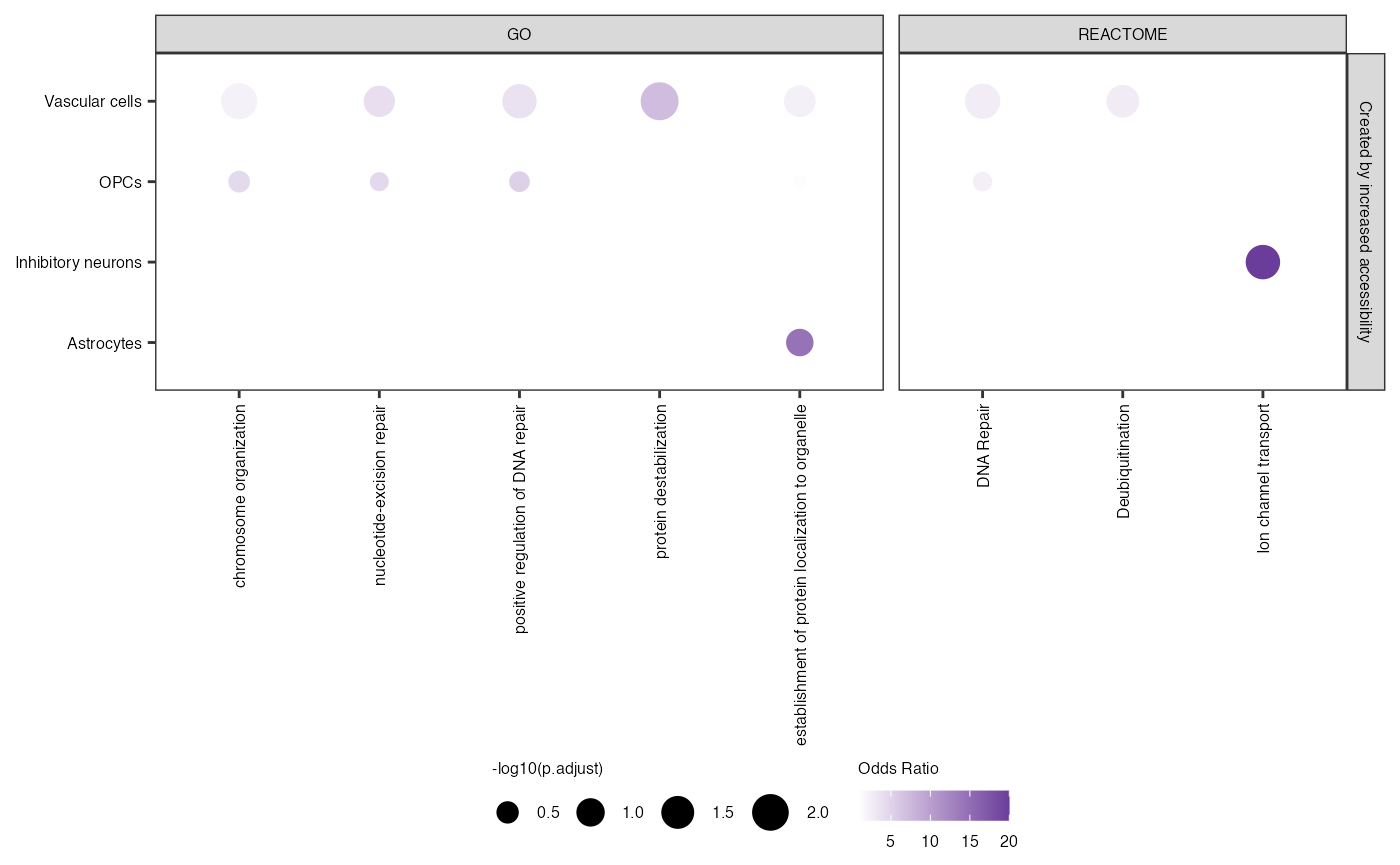 GO
REACTOME
Vascular cells
OPCs
Inhibitory neurons
Astrocytes
Created by increased accessibility
chromosome organization
nucleotide-excision repair
positive regulation of DNA repair
protein destabilization
establishment of protein localization to organelle
DNA Repair
Deubiquitination
Ion channel transport
-log10(p.adjust)
0.5 1.0 1.5 2.0
Odds Ratio
5 10 15 20